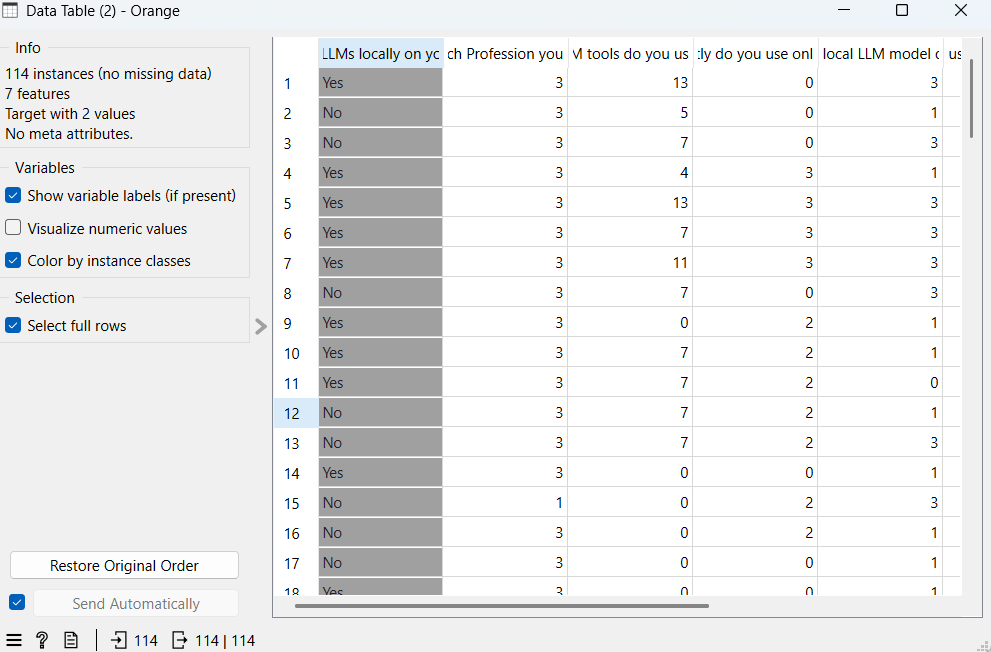 Data Table (2) - Orange
Info
114 instances (no missing data)
7 features
Target with 2 values
No meta attributes.
Variables
Show variable labels (if present)
Visualize numeric values
Color by instance classes
Selection
Select full rows
Restore Original Order
Send Automatically
114 114 | 114
LLMs locally on yc ch Profession you M tools do you us tly do you use onl local LLM model c us
1 Yes 3 13 0 3
2 No 3 5 0 1
3 No 3 7 0 3
4 Yes 3 4 3 1
5 Yes 3 13 3 3
6 Yes 3 7 3 3
7 Yes 3 11 3 3
8 No 3 7 0 3
9 Yes 3 0 2 1
10 Yes 3 7 2 1
11 Yes 3 7 2 0
12 No 3 7 2 1
13 No 3 7 2 3
14 Yes 3 0 0 1
15 No 1 0 2 3
16 No 3 0 2 1
17 No 3 0 0 1
18 Yes 3 0 0 1